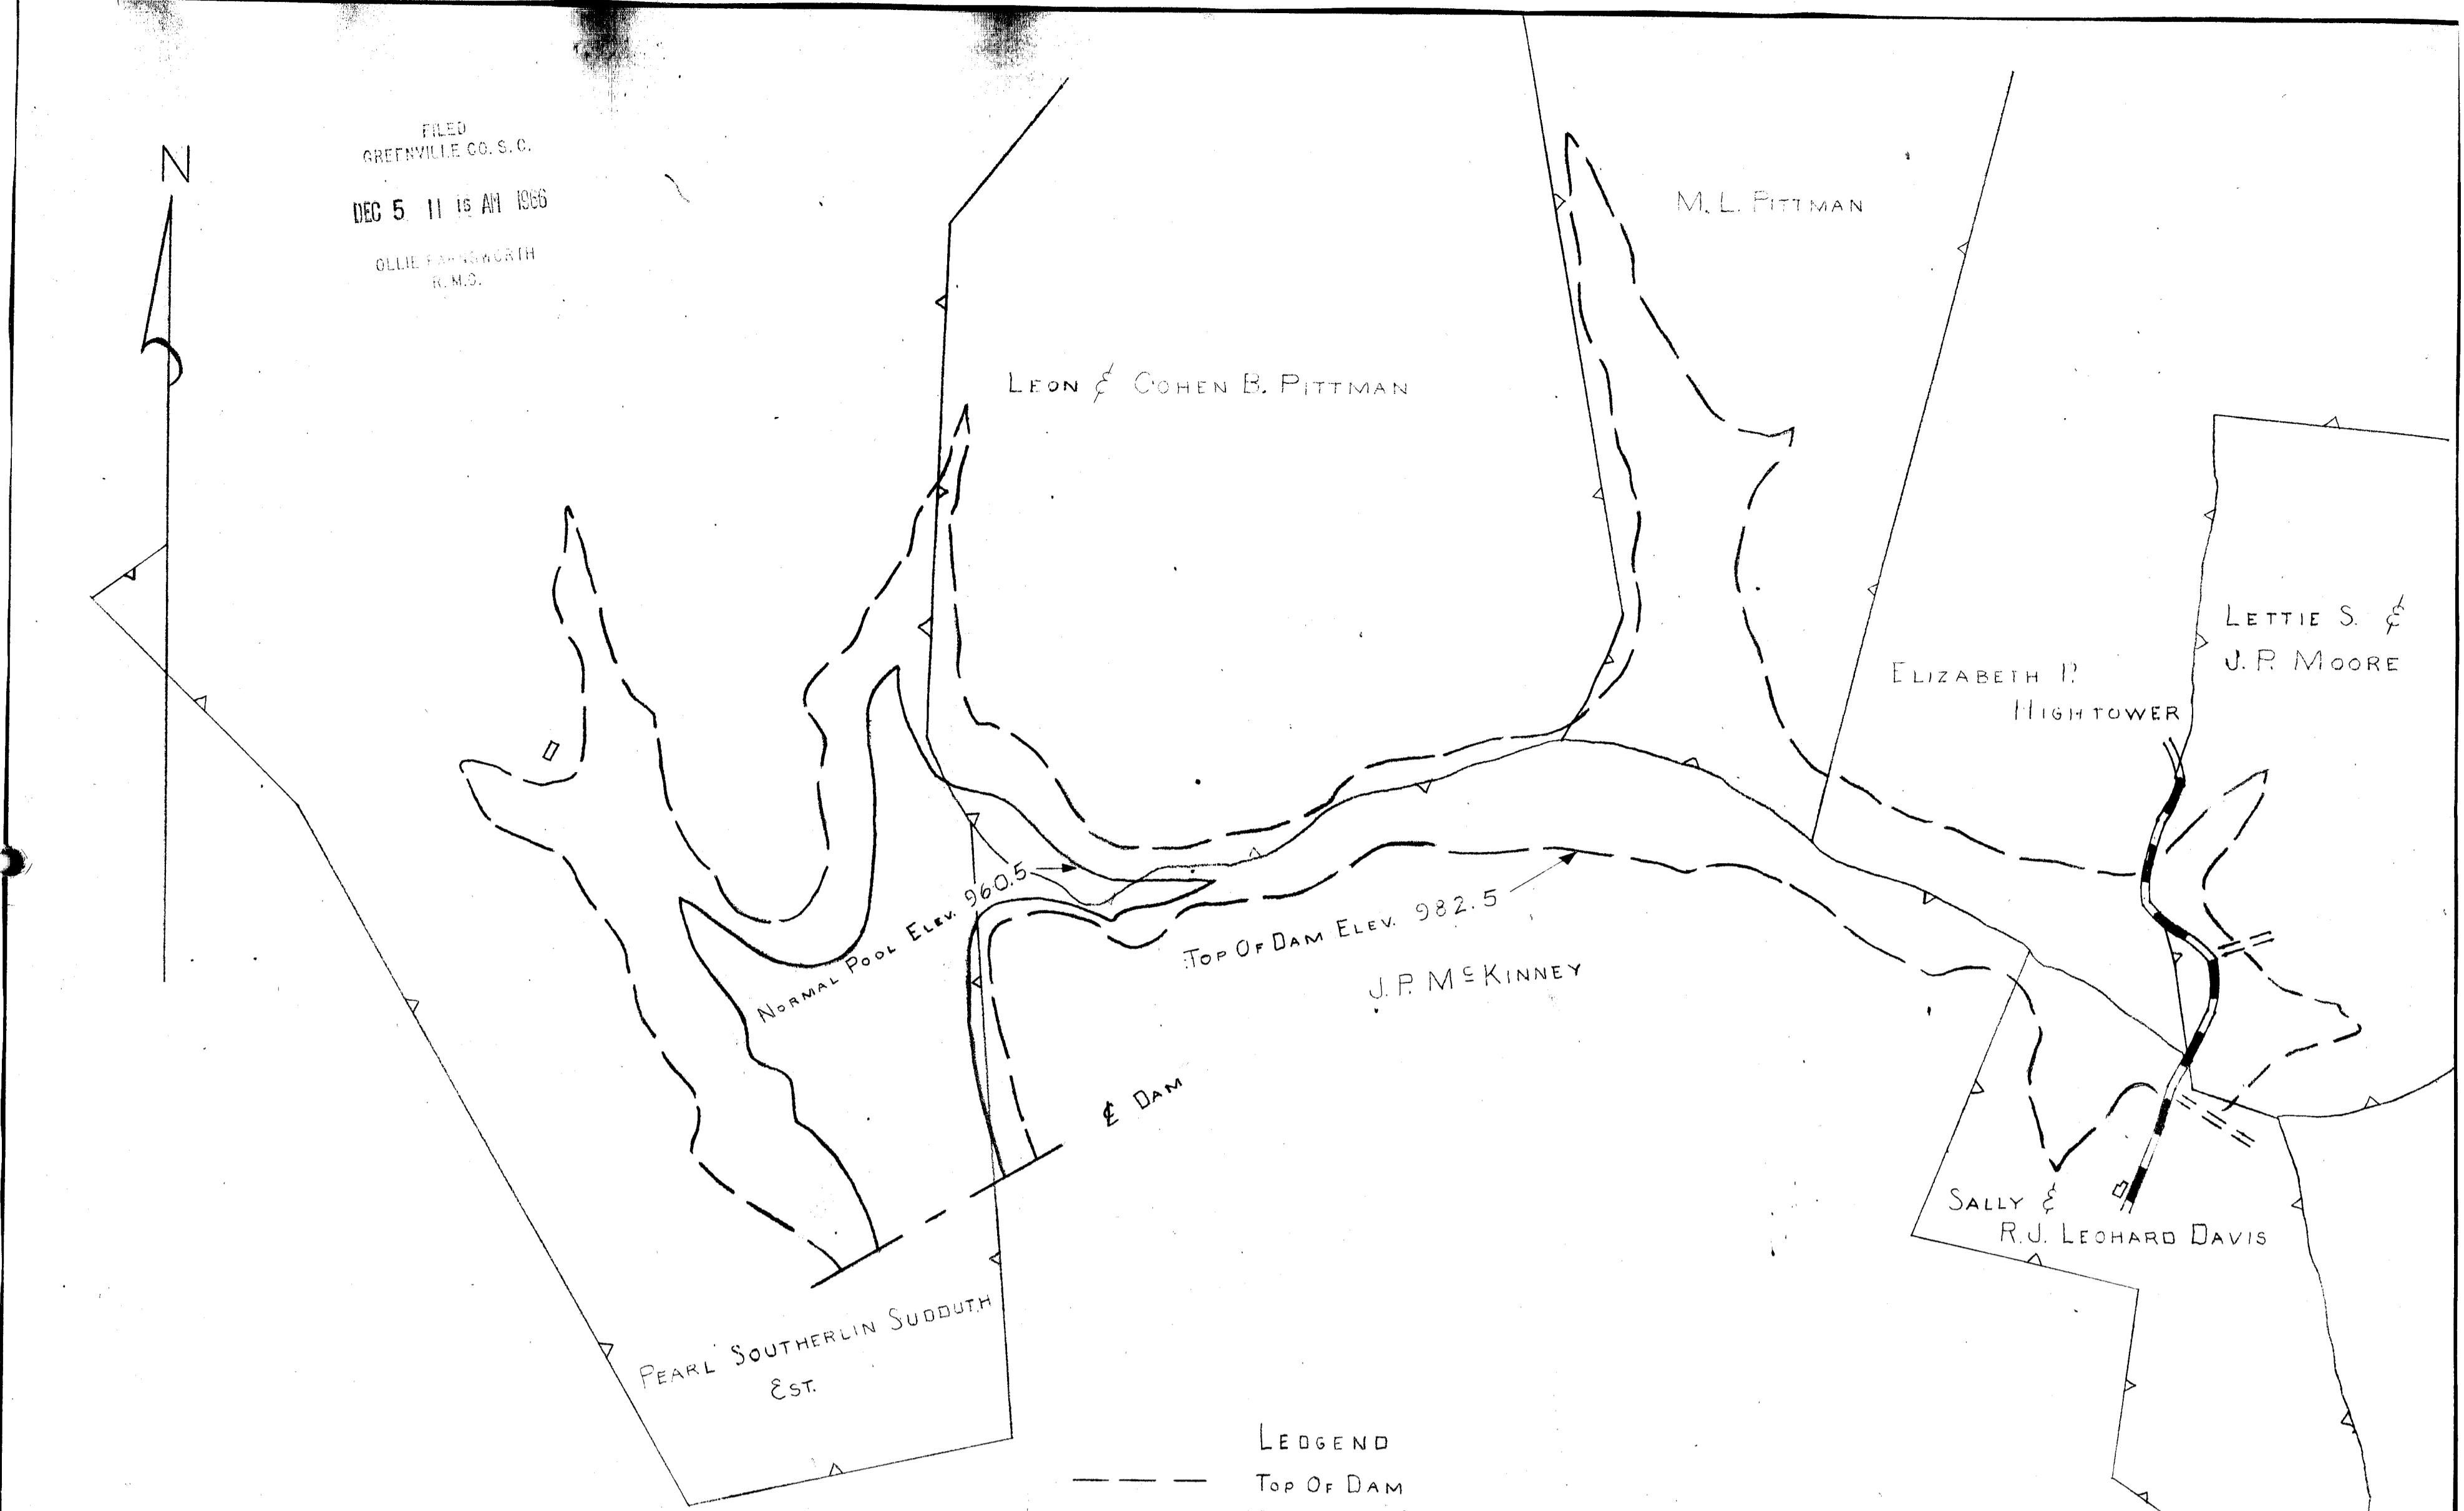 FILED
GREENVILLE CO. S. C.
DEC 5 11 16 AM 1966
OLLIE FARNSWORTH
R. M. C.
N
M. L. PITTMAN
LEON & COHEN B. PITTMAN
LETTIE S. &
J. P. MOORE
ELIZABETH P.
HIGHTOWER
NORMAL POOL ELEV. 960.5
TOP OF DAM ELEV. 982.5
J. P. McKINNEY
℄ DAM
SALLY &
R. J. LEOHARD DAVIS
PEARL SOUTHERLIN SUDDUTH
EST.
LEDGEND
TOP OF DAM